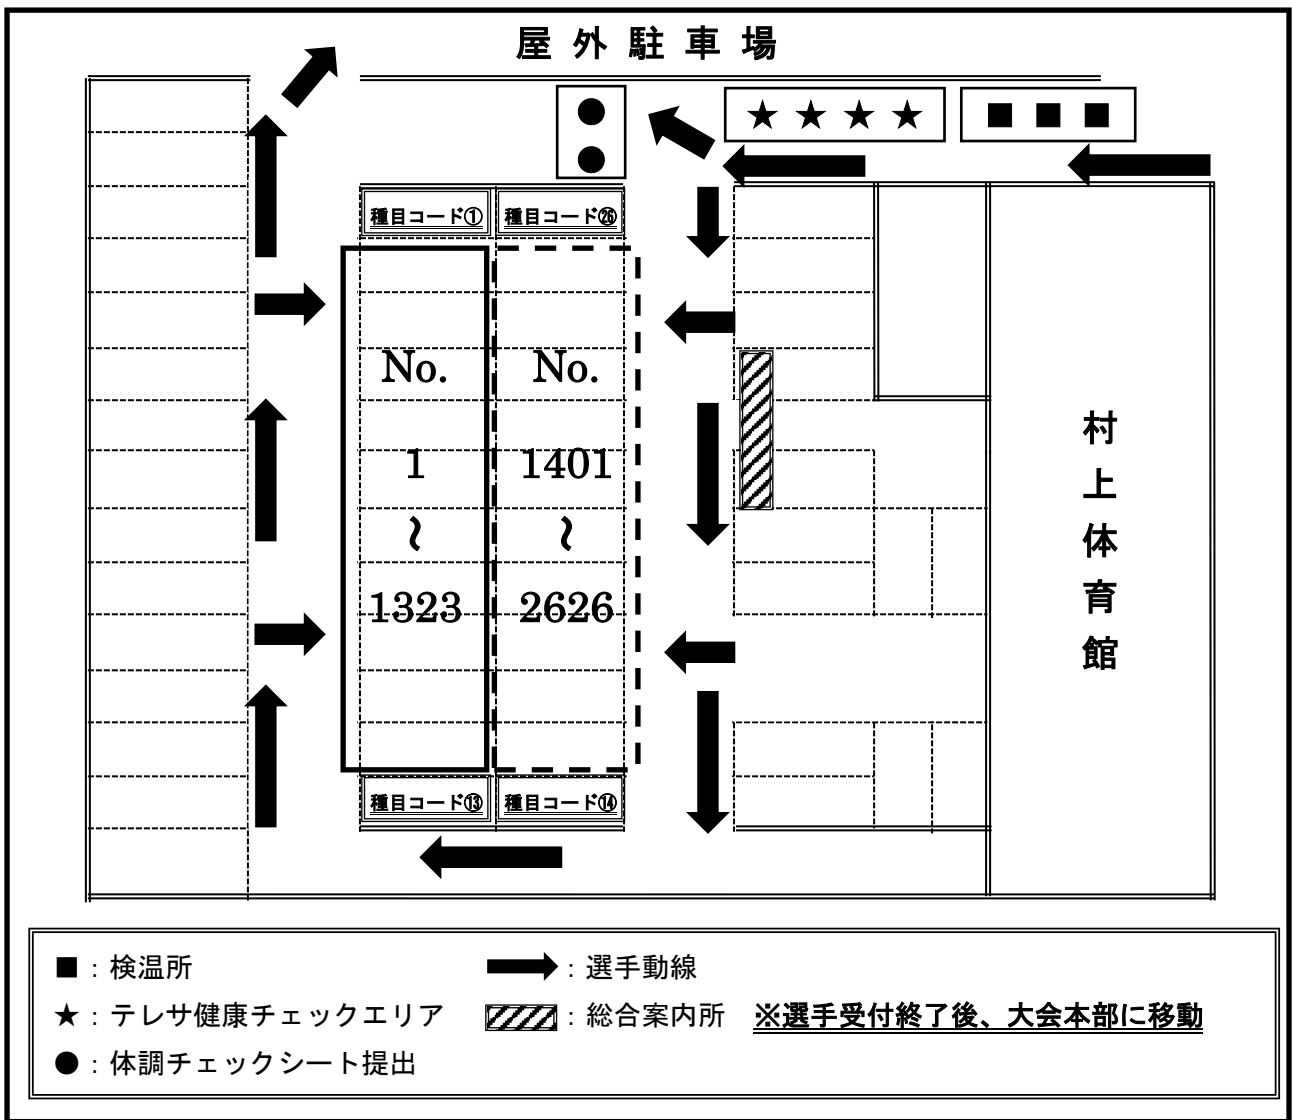 屋外駐車場
★★★★
■■■
●
●
種目コード①
種目コード㉖
No.
1
~
1323
No.
1401
~
2626
種目コード⑬
種目コード⑭
村上体育館
■：検温所
：選手動線
★：テレサ健康チェックエリア
：総合案内所　※選手受付終了後、大会本部に移動
●：体調チェックシート提出